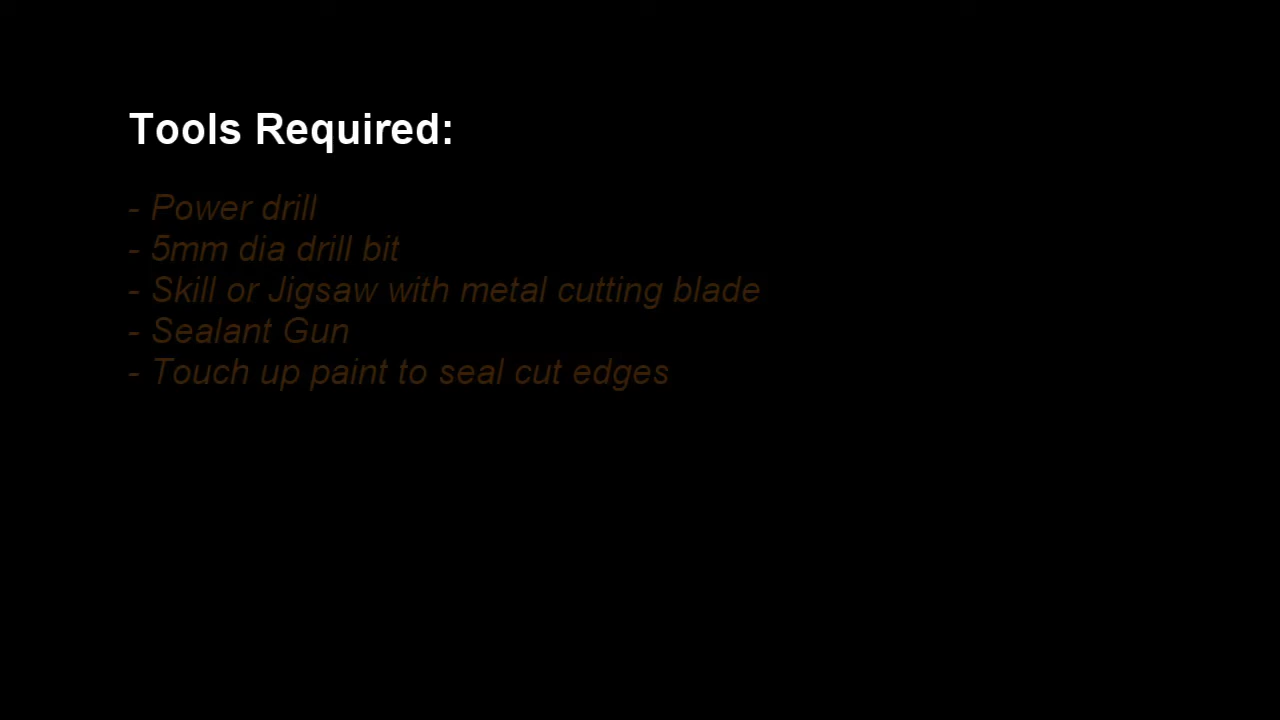 Tools Required:
- Power drill
- 5mm dia drill bit
- Skill or Jigsaw with metal cutting blade
- Sealant Gun
- Touch up paint to seal cut edges